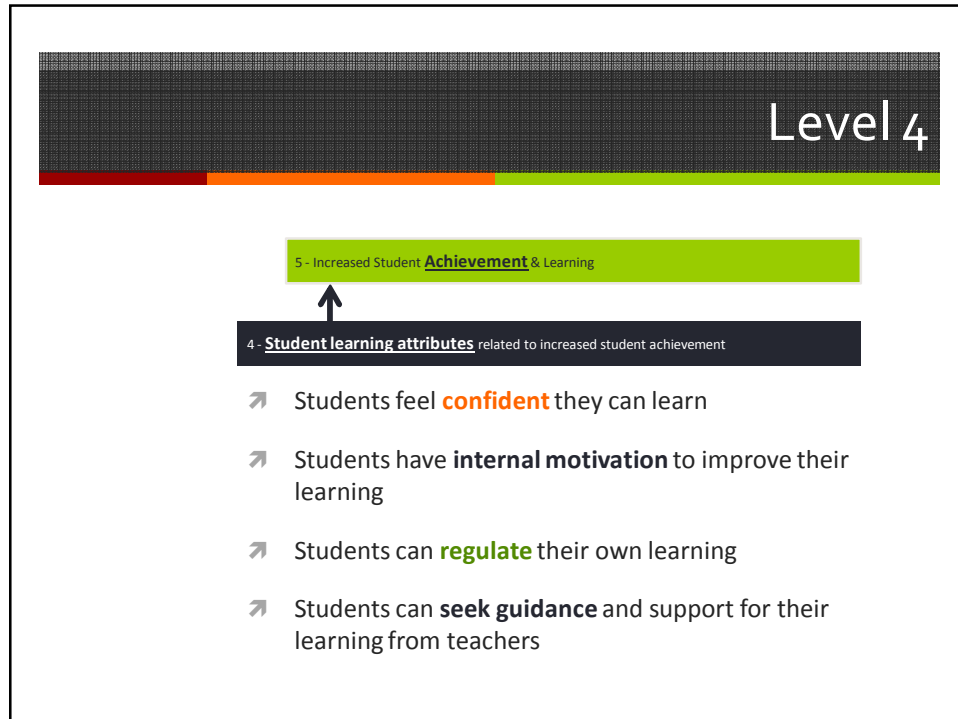 Level 4
5 - Increased Student Achievement & Learning
4 - Student learning attributes related to increased student achievement
Students feel confident they can learn
Students have internal motivation to improve their
learning
Students can regulate their own learning
Students can seek guidance and support for their
learning from teachers